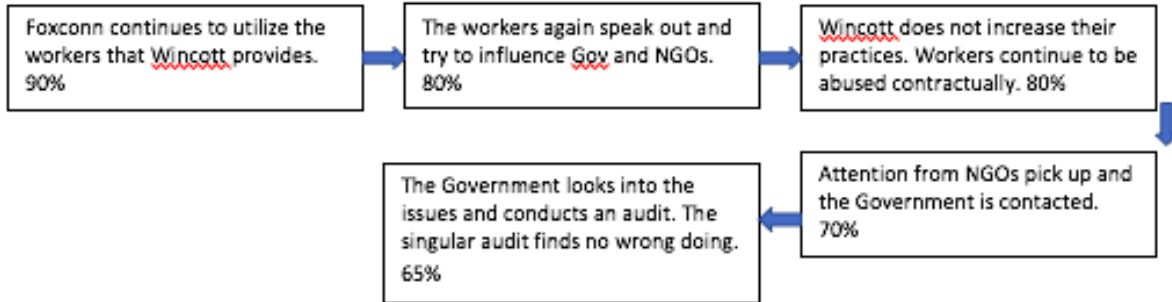 Foxconn continues to utilize the
workers that Wincott provides.
90%
The workers again speak out and
try to influence Gov and NGOs.
80%
Wincott does not increase their
practices. Workers continue to be
abused contractually. 80%
Attention from NGOs pick up and
the Government is contacted.
70%
The Government looks into the
issues and conducts an audit. The
singular audit finds no wrong doing.
65%